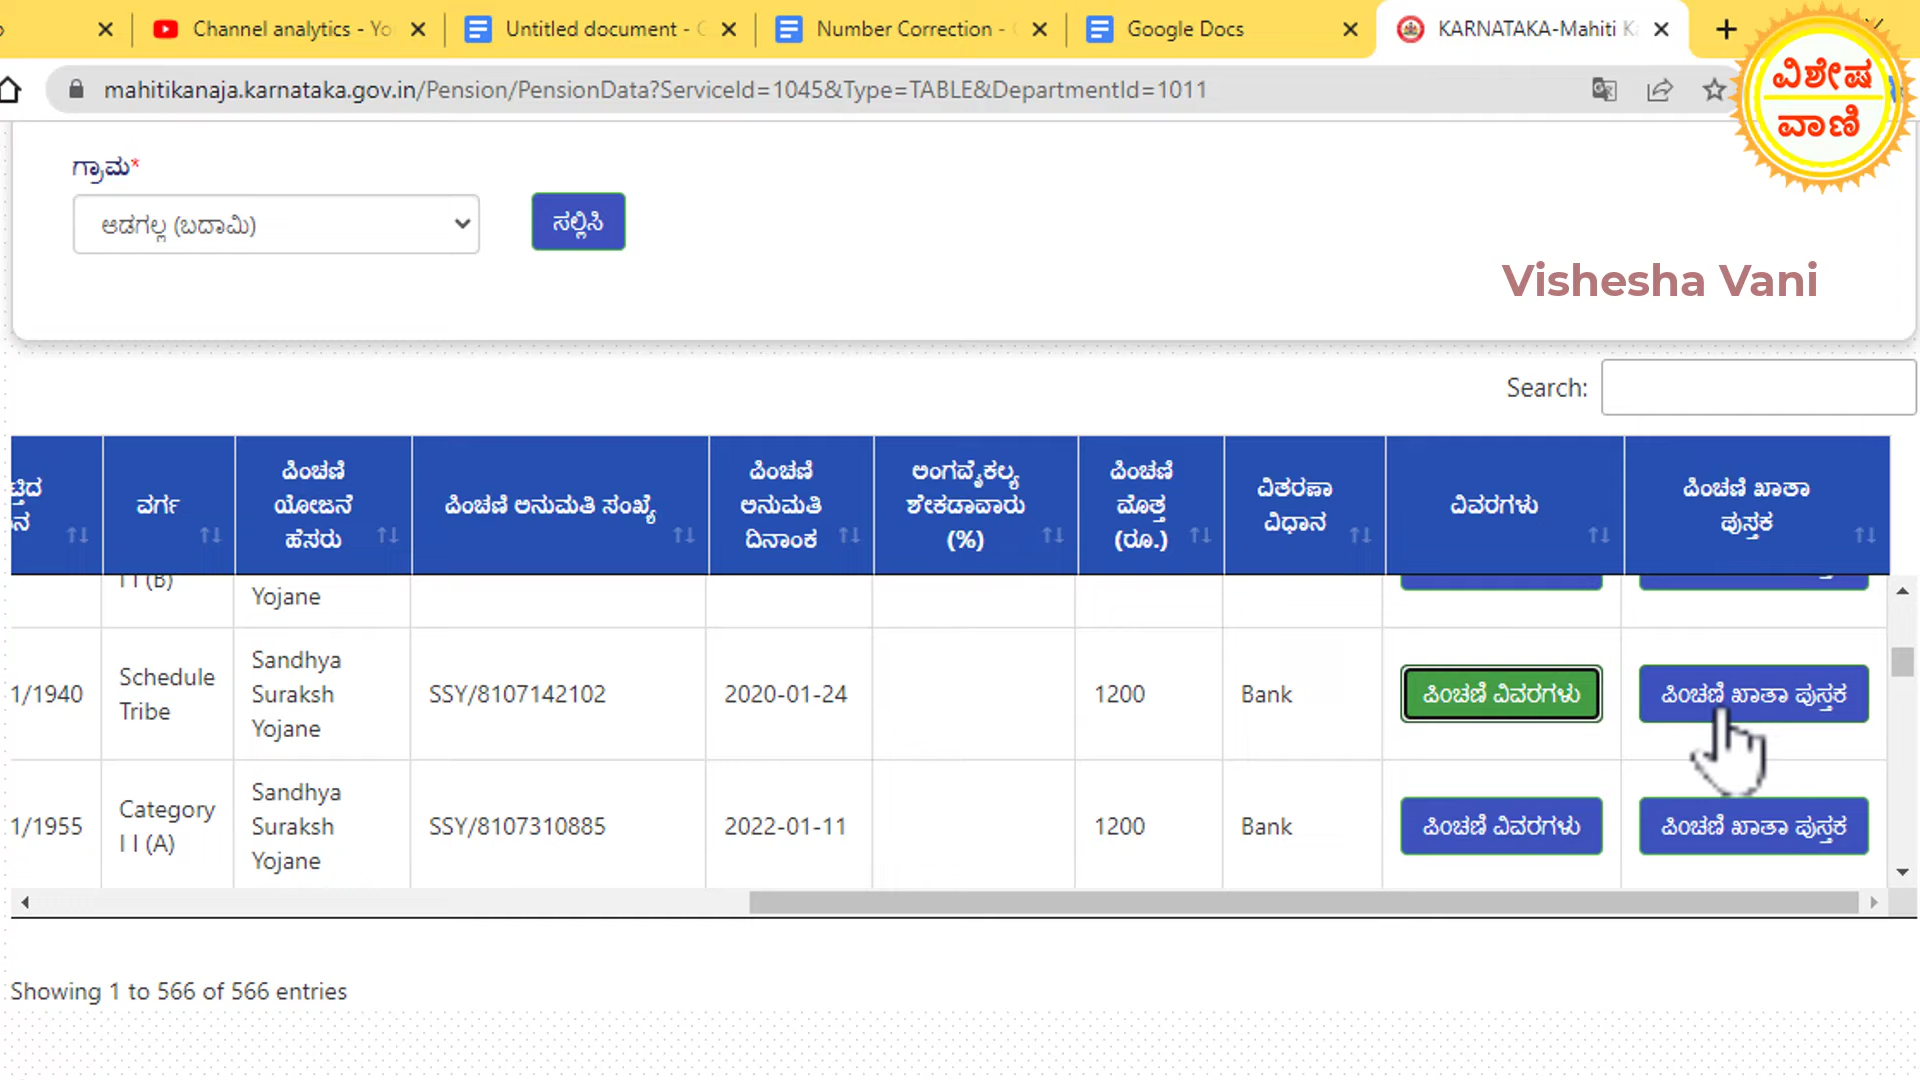 Channel analytics - Yo
Untitled document -
Number Correction -
Google Docs
KARNATAKA-Mahiti K
mahitikanaja.karnataka.gov.in/Pension/PensionData?ServiceId=1045&Type=TABLE&DepartmentId=1011
ವಿಶೇಷ
ವಾಣಿ
ಗ್ರಾಮ*
ಆಡಗಲ್ಲ (ಬದಾಮಿ)
ಸಲ್ಲಿಸಿ
Vishesha Vani
Search:
ವರ್ಗ
ಪಿಂಚಣಿ
ಯೋಜನೆ
ಹೆಸರು
ಪಿಂಚಣಿ ಅನುಮತಿ ಸಂಖ್ಯೆ
ಪಿಂಚಣಿ
ಅನುಮತಿ
ದಿನಾಂಕ
ಅಂಗವೈಕಲ್ಯ
ಶೇಕಡಾವಾರು
(%)
ಪಿಂಚಣಿ
ಮೊತ್ತ
(ರೂ.)
ವಿತರಣಾ
ವಿಧಾನ
ವಿವರಗಳು
ಪಿಂಚಣಿ ಖಾತಾ
ಪುಸ್ತಕ
I I (B)
Yojane
1/1940
Schedule
Tribe
Sandhya
Suraksh
Yojane
SSY/8107142102
2020-01-24
1200
Bank
ಪಿಂಚಣಿ ವಿವರಗಳು
ಪಿಂಚಣಿ ಖಾತಾ ಪುಸ್ತಕ
1/1955
Category
I I (A)
Sandhya
Suraksh
Yojane
SSY/8107310885
2022-01-11
1200
Bank
ಪಿಂಚಣಿ ವಿವರಗಳು
ಪಿಂಚಣಿ ಖಾತಾ ಪುಸ್ತಕ
Showing 1 to 566 of 566 entries